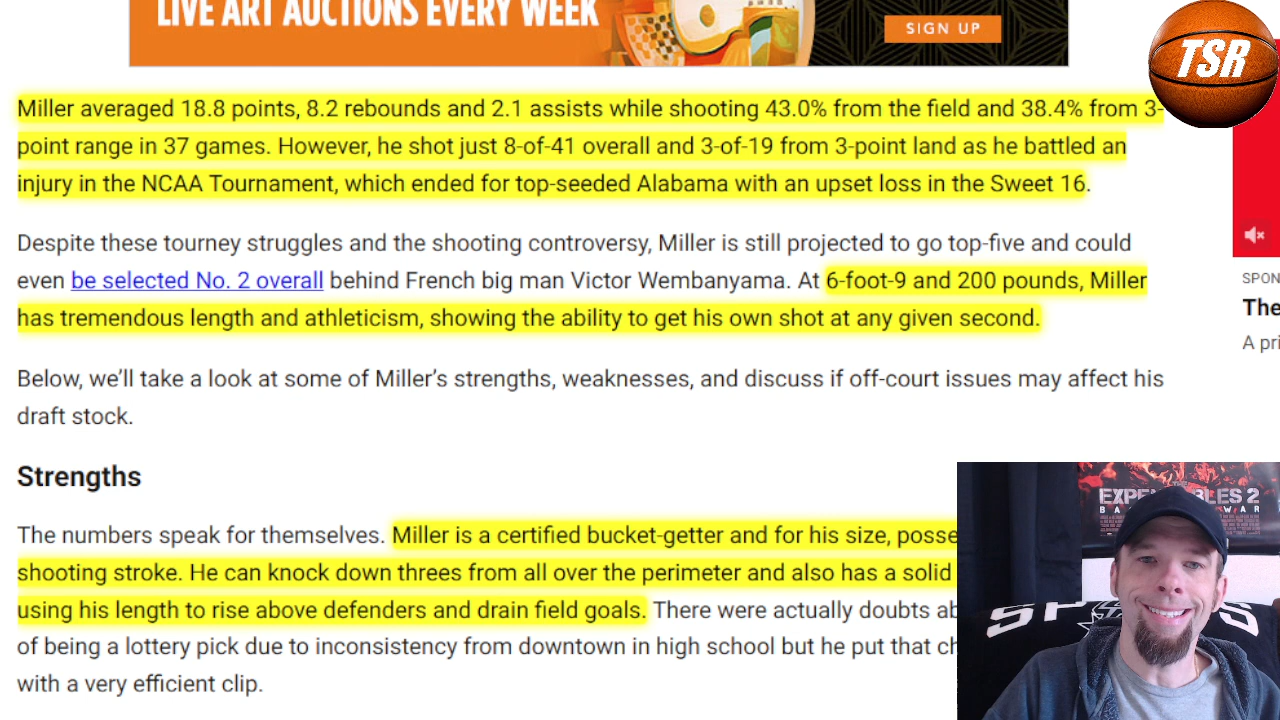 LIVE ART AUCTIONS EVERY WEEK
SIGN UP
TSR
Miller averaged 18.8 points, 8.2 rebounds and 2.1 assists while shooting 43.0% from the field and 38.4% from 3-
point range in 37 games. However, he shot just 8-of-41 overall and 3-of-19 from 3-point land as he battled an
injury in the NCAA Tournament, which ended for top-seeded Alabama with an upset loss in the Sweet 16.
Despite these tourney struggles and the shooting controversy, Miller is still projected to go top-five and could
even be selected No. 2 overall behind French big man Victor Wembanyama. At 6-foot-9 and 200 pounds, Miller
has tremendous length and athleticism, showing the ability to get his own shot at any given second.
SPON
The
A pri
Below, we'll take a look at some of Miller's strengths, weaknesses, and discuss if off-court issues may affect his
draft stock.
Strengths
The numbers speak for themselves. Miller is a certified bucket-getter and for his size, posse
shooting stroke. He can knock down threes from all over the perimeter and also has a solid
using his length to rise above defenders and drain field goals. There were actually doubts ab
of being a lottery pick due to inconsistency from downtown in high school but he put that ch
with a very efficient clip.
THE
EXPE BLES 2
BA WAR
SP S